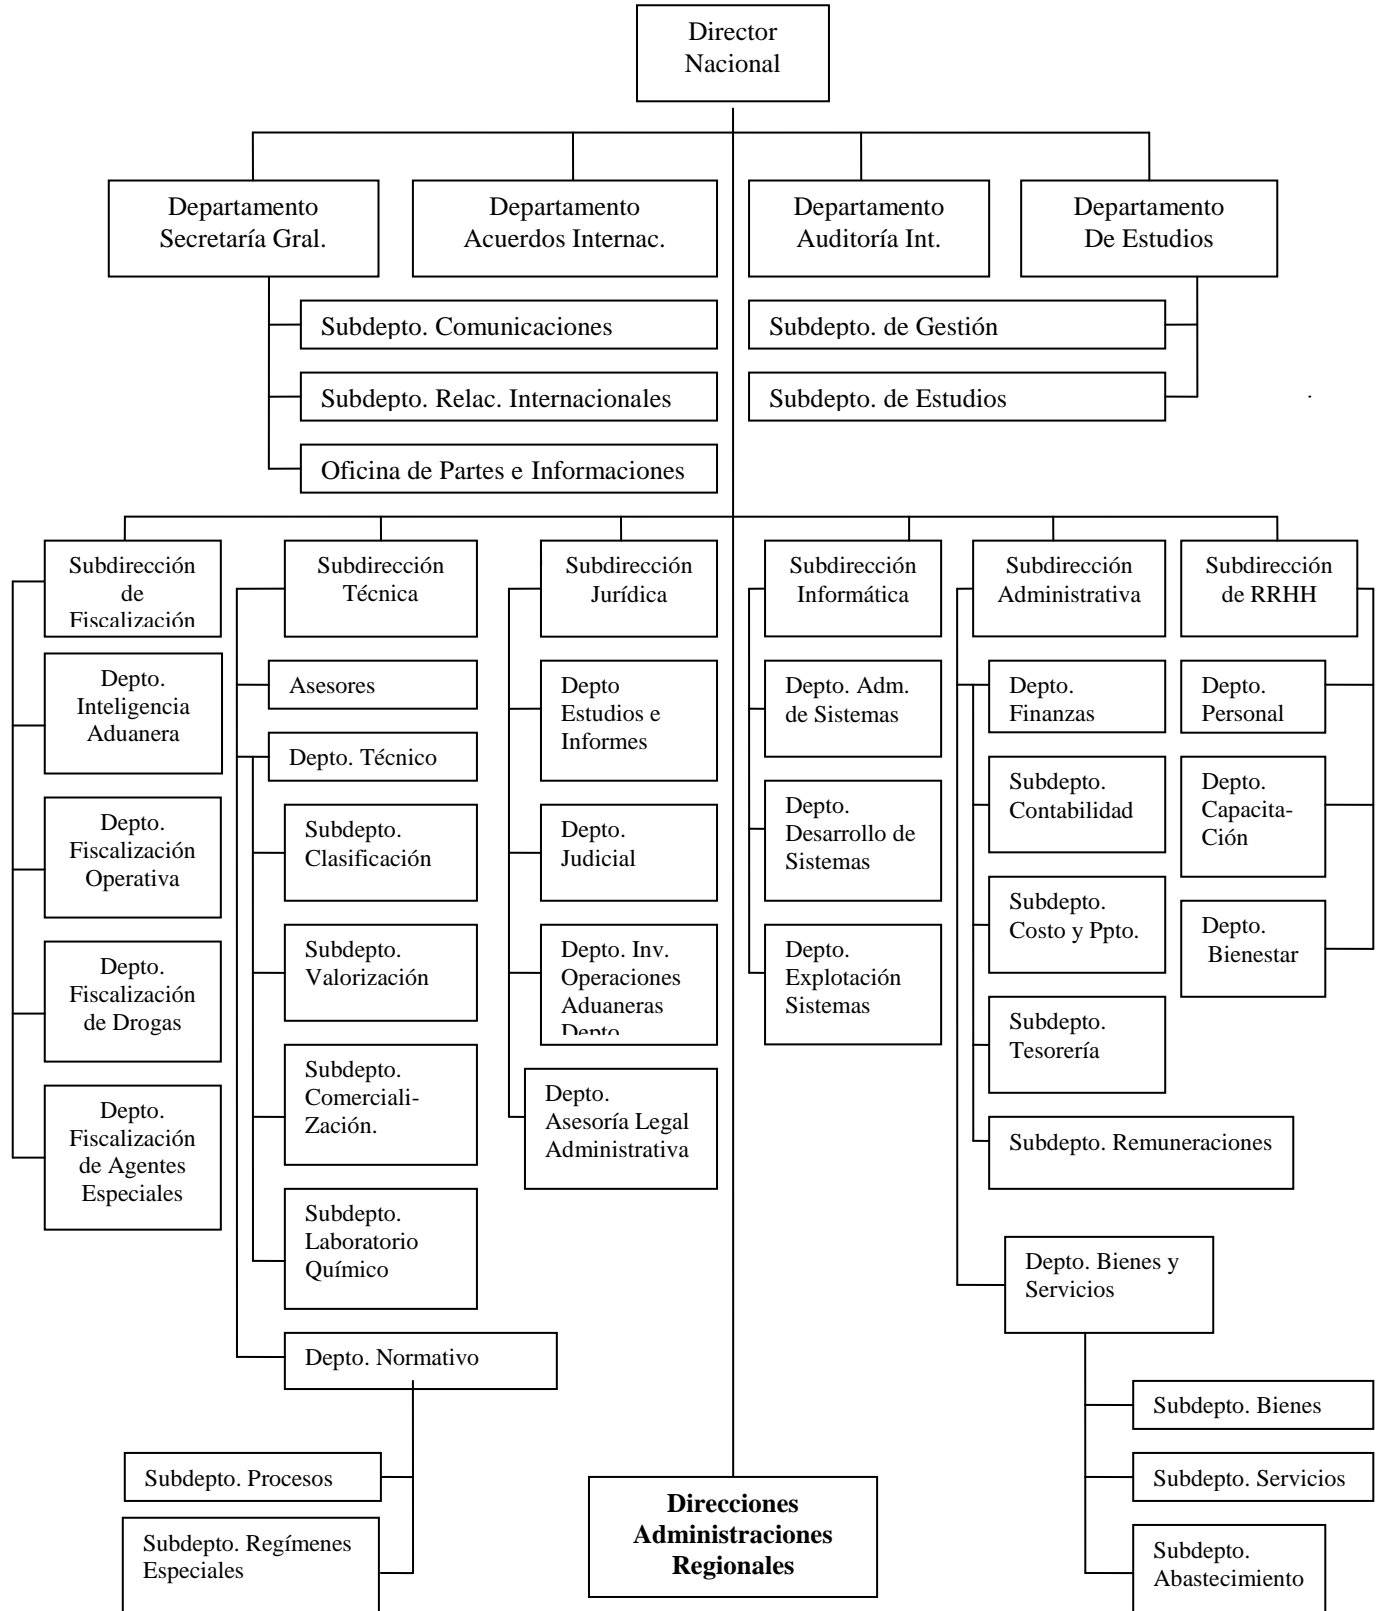 Director
Nacional
Departamento
Secretaría Gral.
Departamento
Acuerdos Internac.
Departamento
Auditoría Int.
Departamento
De Estudios
Subdepto. Comunicaciones
Subdepto. Relac. Internacionales
Oficina de Partes e Informaciones
Subdepto. de Gestión
Subdepto. de Estudios
.
Subdirección
de
Fiscalización
Depto.
Inteligencia
Aduanera
Depto.
Fiscalización
Operativa
Depto.
Fiscalización
de Drogas
Depto.
Fiscalización
de Agentes
Especiales
Subdirección
Técnica
Asesores
Depto. Técnico
Subdepto.
Clasificación
Subdepto.
Valorización
Subdepto.
Comerciali-
Zación.
Subdepto.
Laboratorio
Químico
Depto. Normativo
Subdepto. Procesos
Subdepto. Regímenes
Especiales
Subdirección
Jurídica
Depto
Estudios e
Informes
Depto.
Judicial
Depto. Inv.
Operaciones
Aduaneras
Depto.
Depto.
Asesoría Legal
Administrativa
Subdirección
Informática
Depto. Adm.
de Sistemas
Depto.
Desarrollo de
Sistemas
Depto.
Explotación
Sistemas
Subdirección
Administrativa
Depto.
Finanzas
Subdepto.
Contabilidad
Subdepto.
Costo y Ppto.
Subdepto.
Tesorería
Subdepto. Remuneraciones
Depto. Bienes y
Servicios
Subdepto. Bienes
Subdepto. Servicios
Subdepto.
Abastecimiento
Subdirección
de RRHH
Depto.
Personal
Depto.
Capacita-
Ción
Depto.
Bienestar
Direcciones
Administraciones
Regionales